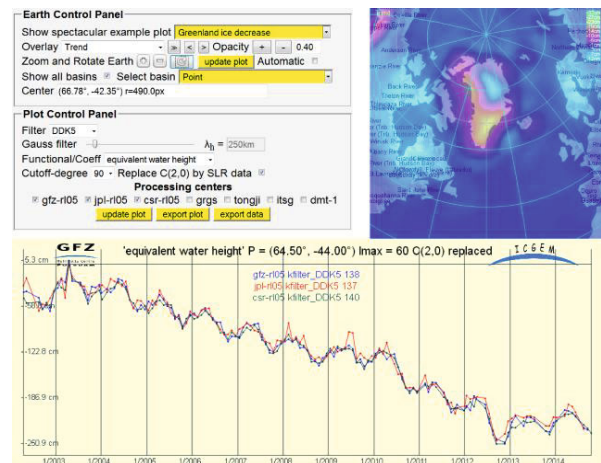 Earth Control Panel
Show spectacular example plot Greenland ice decrease
Overlay Trend >> < > Opacity + - 0.40
Zoom and Rotate Earth update plot Automatic
Show all basins Select basin Point
Center (66.78°, -42.35°) r=490.0px
Plot Control Panel
Filter DDK5
Gauss filter λh = 250km
Functional/Coeff equivalent water height
Cutoff-degree 90 Replace C(2,0) by SLR data
Processing centers
gfz-rl05 jpl-rl05 csr-rl05 grgs tongji itsg dmt-1
update plot export plot export data
GFZ 'equivalent water height' P = (64.50°, -44.00°) lmax = 60 C(2,0) replaced ICGEM
-5.3 cm
gfz-rl05 kfilter_DDK5 138
jpl-rl05 kfilter_DDK5 137
csr-rl05 kfilter_DDK5 140
-122.8 cm
-186.9 cm
-250.9 cm
1/2003 1/2004 1/2005 1/2006 1/2007 1/2008 1/2009 1/2010 1/2011 1/2012 1/2013 1/2014